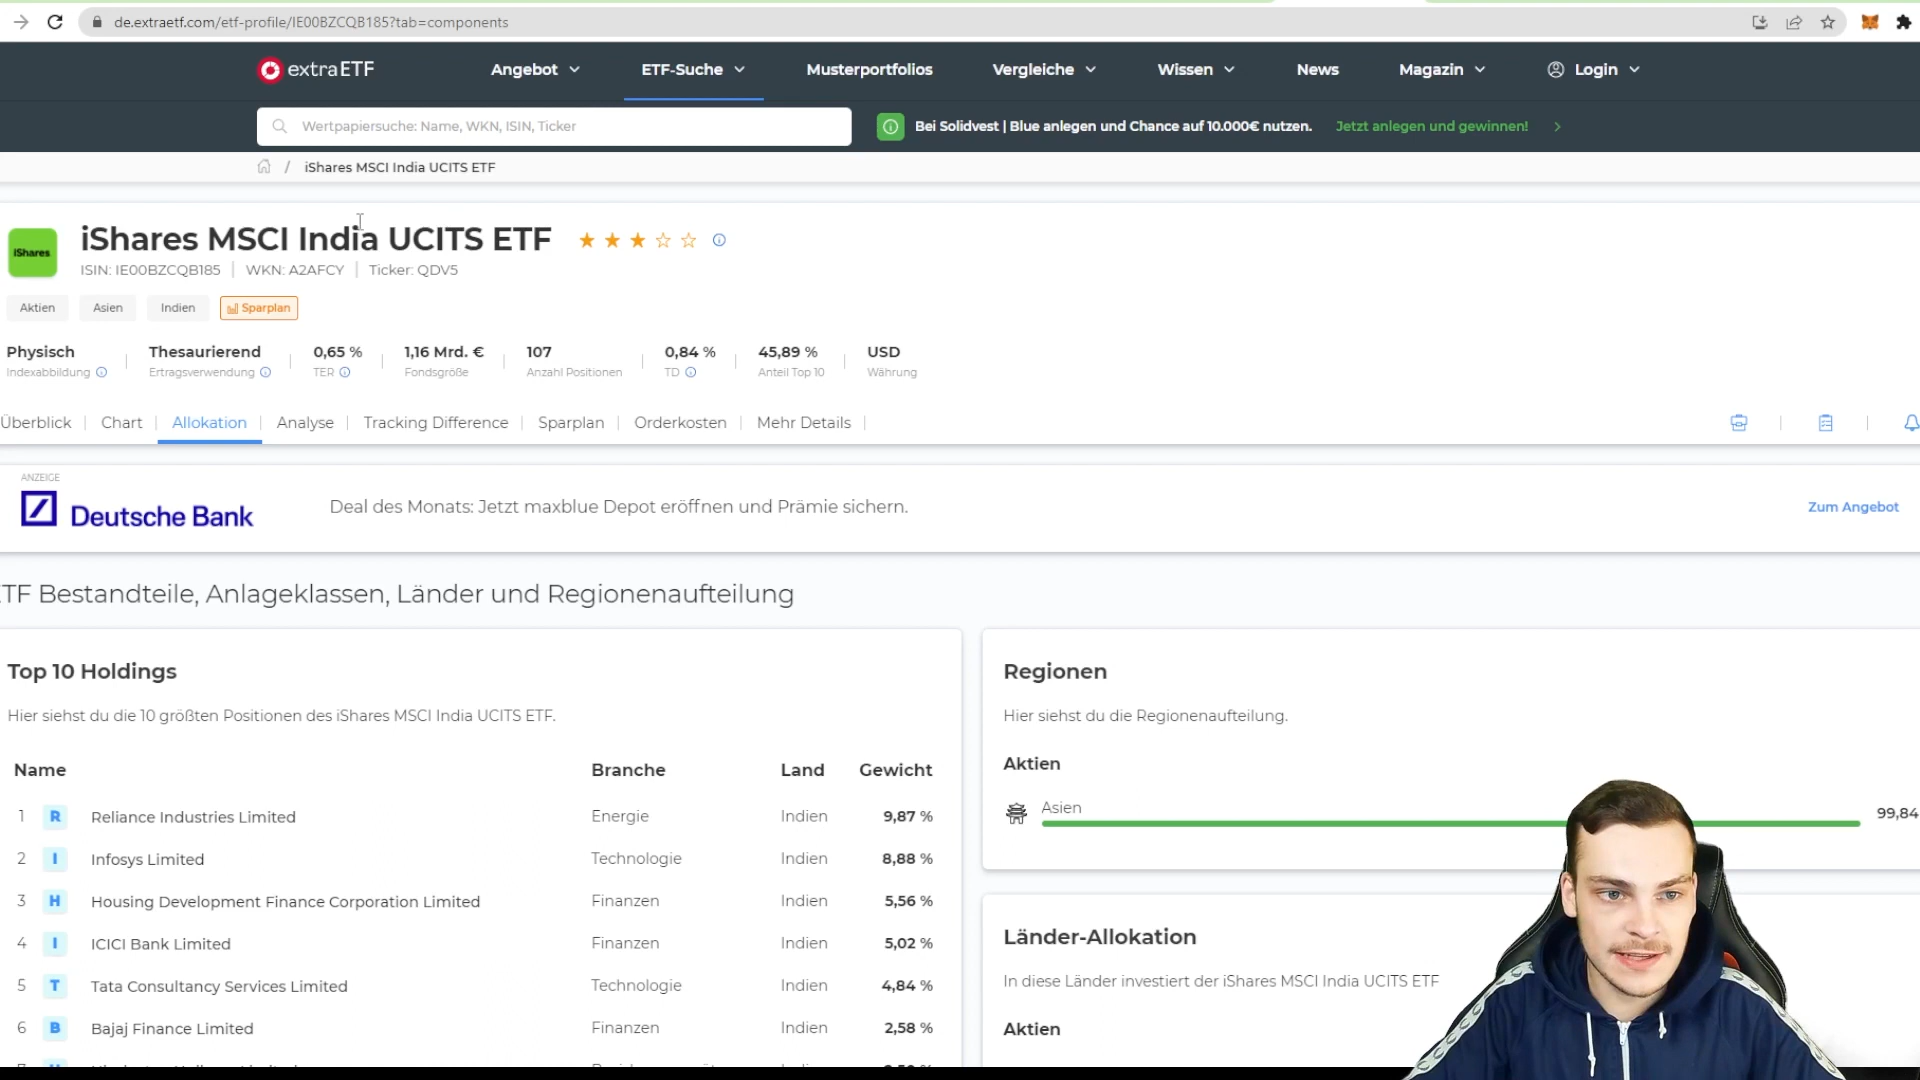 de.extraetf.com/etf-profile/IE00BZCQB185?tab=components
extraETF
Angebot
ETF-Suche
Musterportfolios
Vergleiche
Wissen
News
Magazin
Login
Wertpapiersuche: Name, WKN, ISIN, Ticker
Bei Solidvest | Blue anlegen und Chance auf 10.000€ nutzen. Jetzt anlegen und gewinnen!
/ iShares MSCI India UCITS ETF
iShares
iShares MSCI India UCITS ETF
ISIN: IE00BZCQB185 | WKN: A2AFCY | Ticker: QDV5
Aktien Asien Indien Sparplan
Physisch Thesaurierend 0,65 % 1,16 Mrd. € 107 0,84 % 45,89 % USD
Indexabbildung Ertragsverwendung TER Fondsgröße Anzahl Positionen TD Anteil Top 10 Währung
Überblick Chart Allokation Analyse Tracking Difference Sparplan Orderkosten Mehr Details
ANZEIGE
Deutsche Bank Deal des Monats: Jetzt maxblue Depot eröffnen und Prämie sichern. Zum Angebot
TF Bestandteile, Anlageklassen, Länder und Regionenaufteilung
Top 10 Holdings
Hier siehst du die 10 größten Positionen des iShares MSCI India UCITS ETF.
Name Branche Land Gewicht
1 R Reliance Industries Limited Energie Indien 9,87 %
2 I Infosys Limited Technologie Indien 8,88 %
3 H Housing Development Finance Corporation Limited Finanzen Indien 5,56 %
4 I ICICI Bank Limited Finanzen Indien 5,02 %
5 T Tata Consultancy Services Limited Technologie Indien 4,84 %
6 B Bajaj Finance Limited Finanzen Indien 2,58 %
Regionen
Hier siehst du die Regionenaufteilung.
Aktien
Asien 99,84
Länder-Allokation
In diese Länder investiert der iShares MSCI India UCITS ETF
Aktien